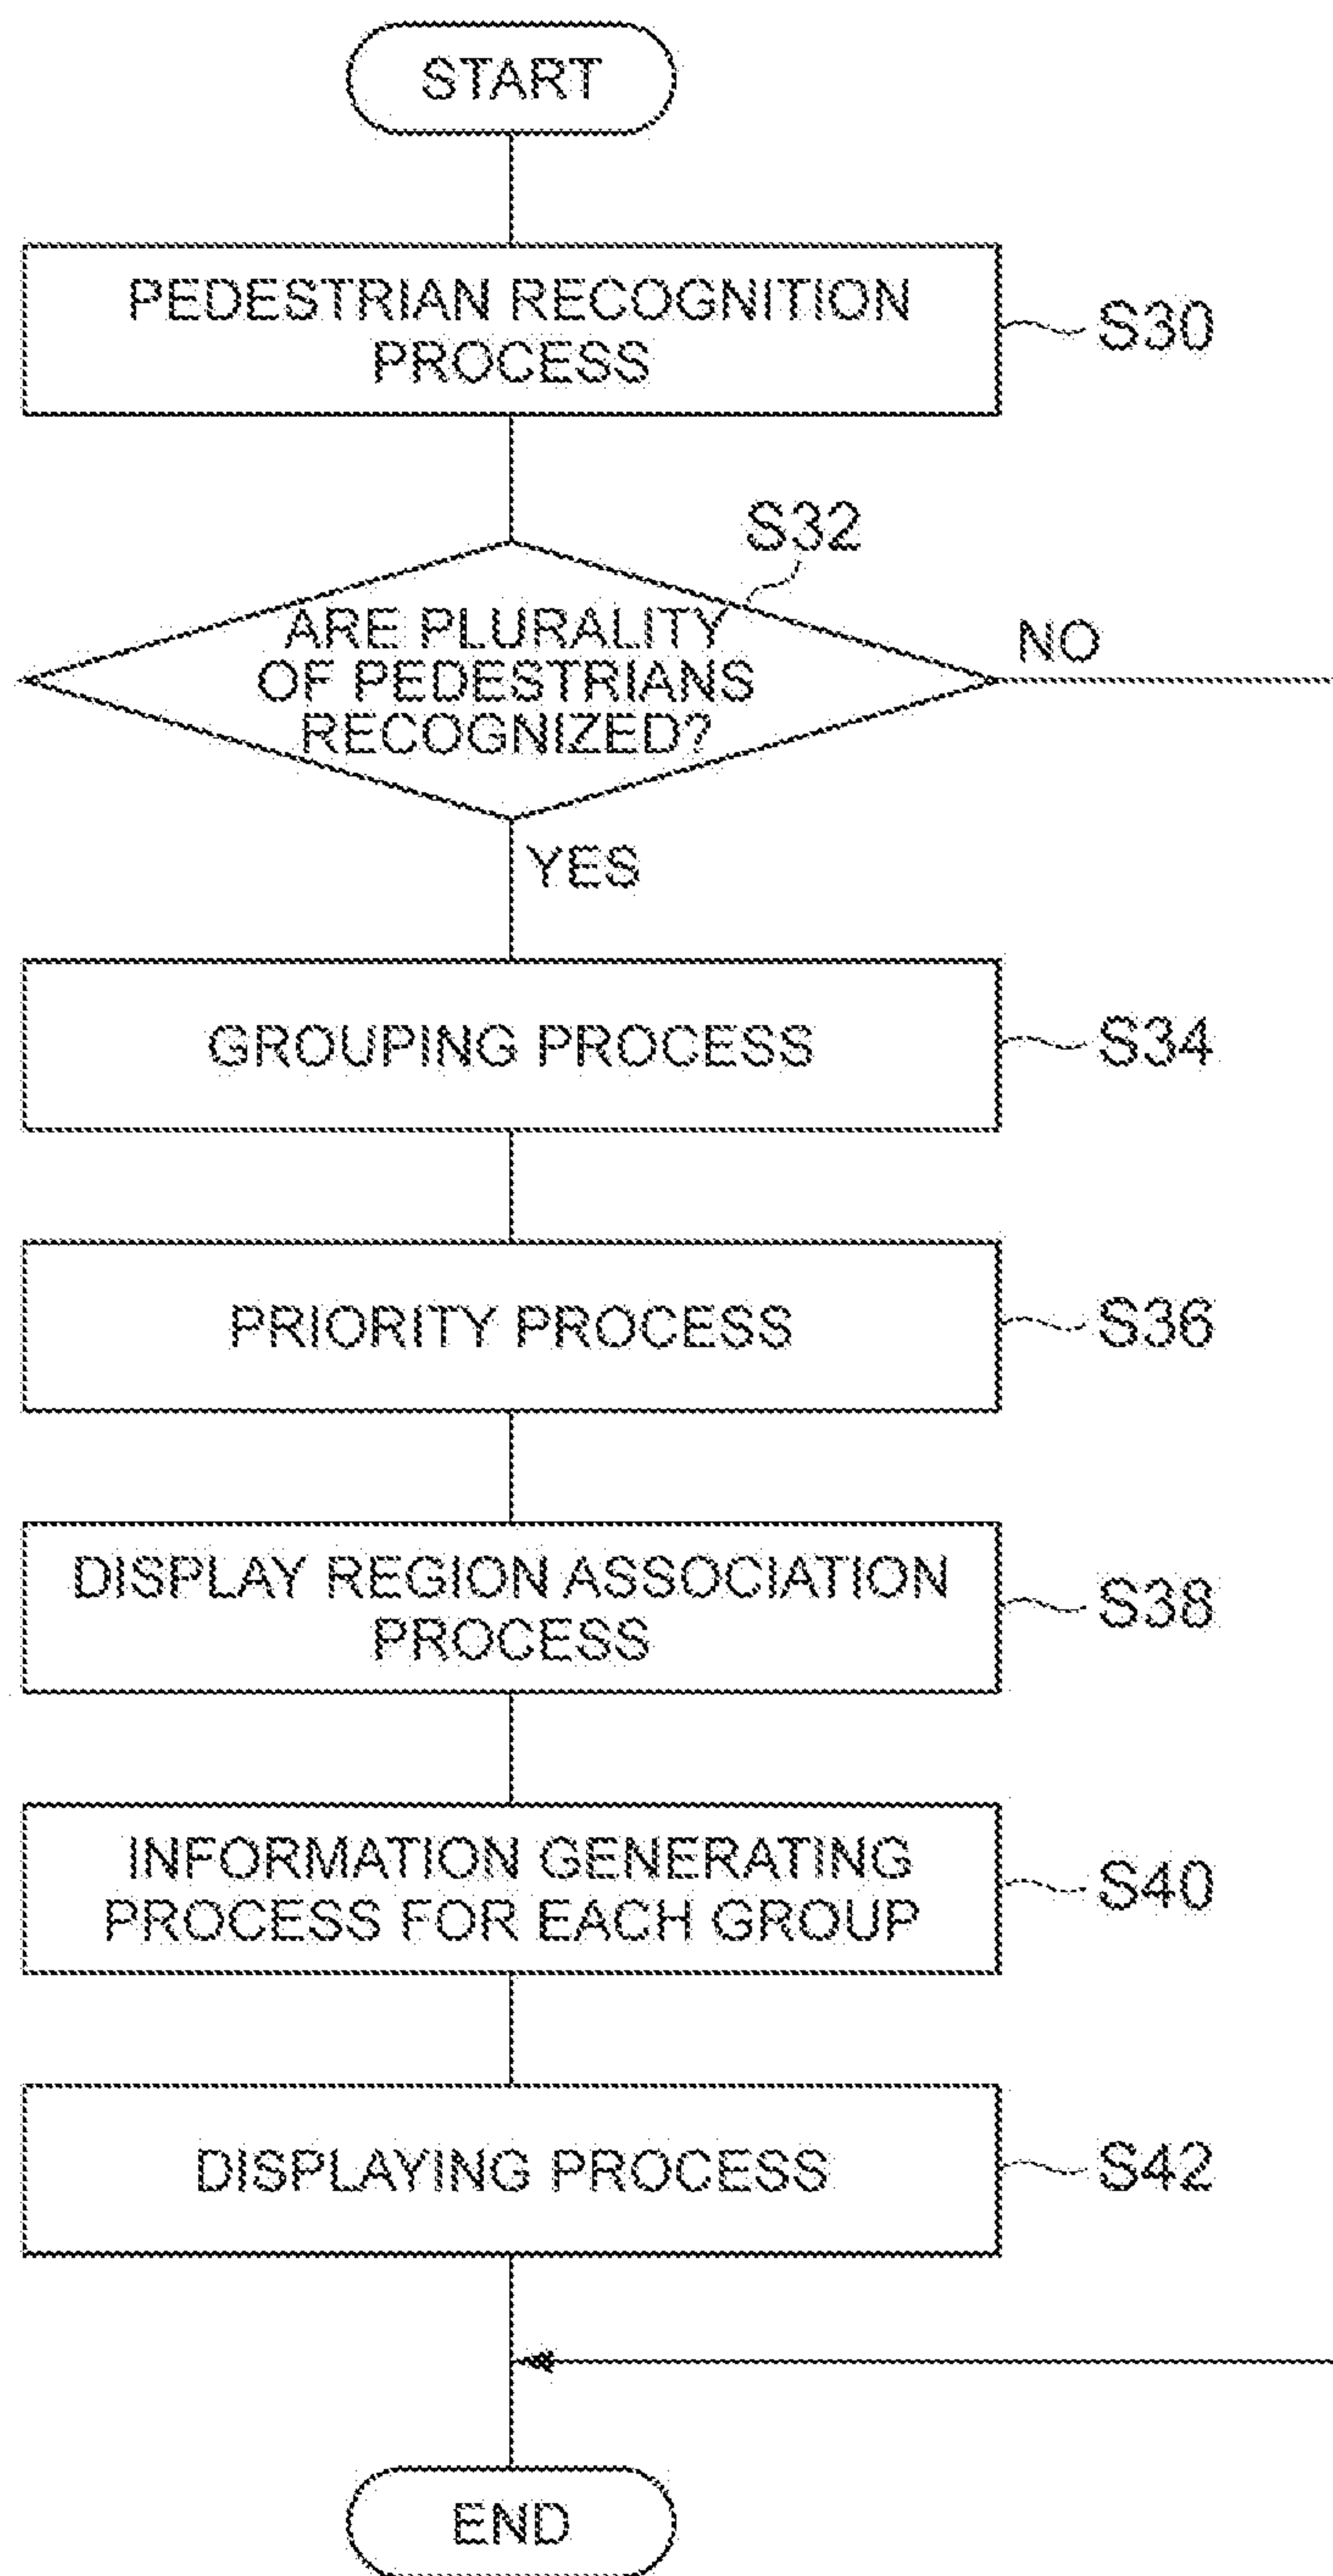 START
PEDESTRIAN RECOGNITION
PROCESS
S30
S32
ARE PLURALITY
OF PEDESTRIANS
RECOGNIZED?
NO
YES
GROUPING PROCESS
S34
PRIORITY PROCESS
S36
DISPLAY REGION ASSOCIATION
PROCESS
S38
INFORMATION GENERATING
PROCESS FOR EACH GROUP
S40
DISPLAYING PROCESS
S42
END